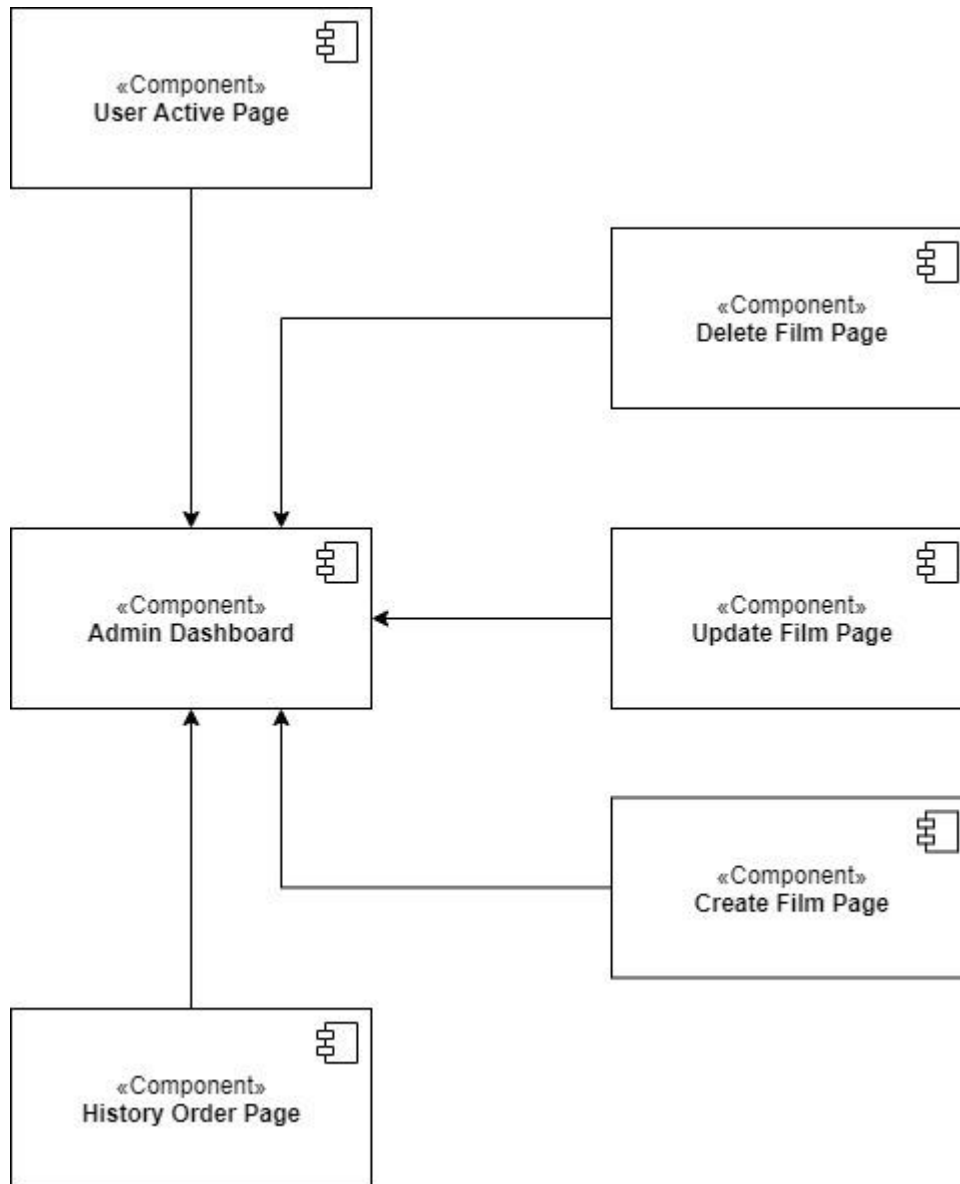 «Component»
User Active Page
«Component»
Delete Film Page
«Component»
Admin Dashboard
«Component»
Update Film Page
«Component»
Create Film Page
«Component»
History Order Page